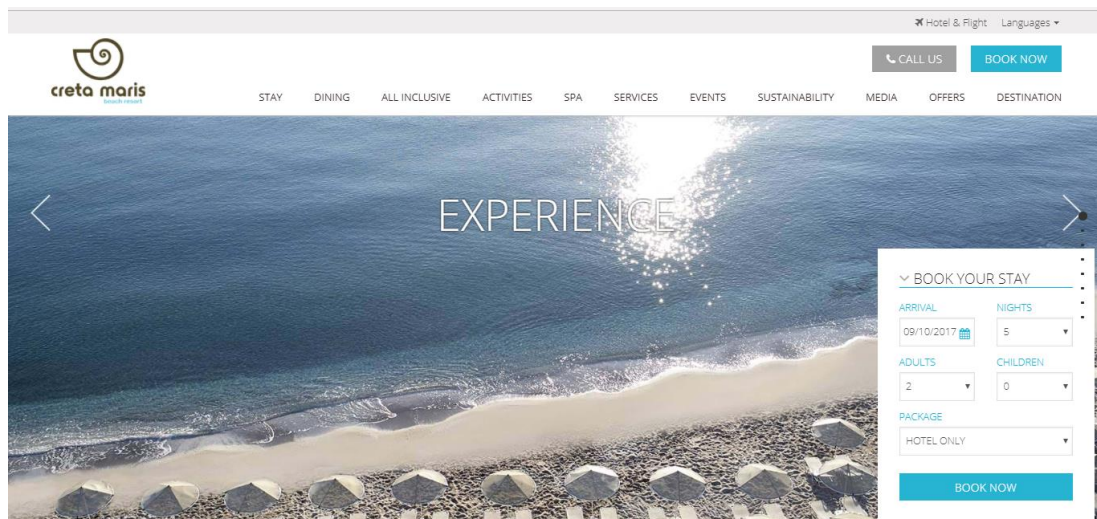 Hotel & Flight Languages
creta maris
beach resort
CALL US BOOK NOW
STAY DINING ALL INCLUSIVE ACTIVITIES SPA SERVICES EVENTS SUSTAINABILITY MEDIA OFFERS DESTINATION
EXPERIENCE
BOOK YOUR STAY
ARRIVAL NIGHTS
09/10/2017 5
ADULTS CHILDREN
2 0
PACKAGE
HOTEL ONLY
BOOK NOW